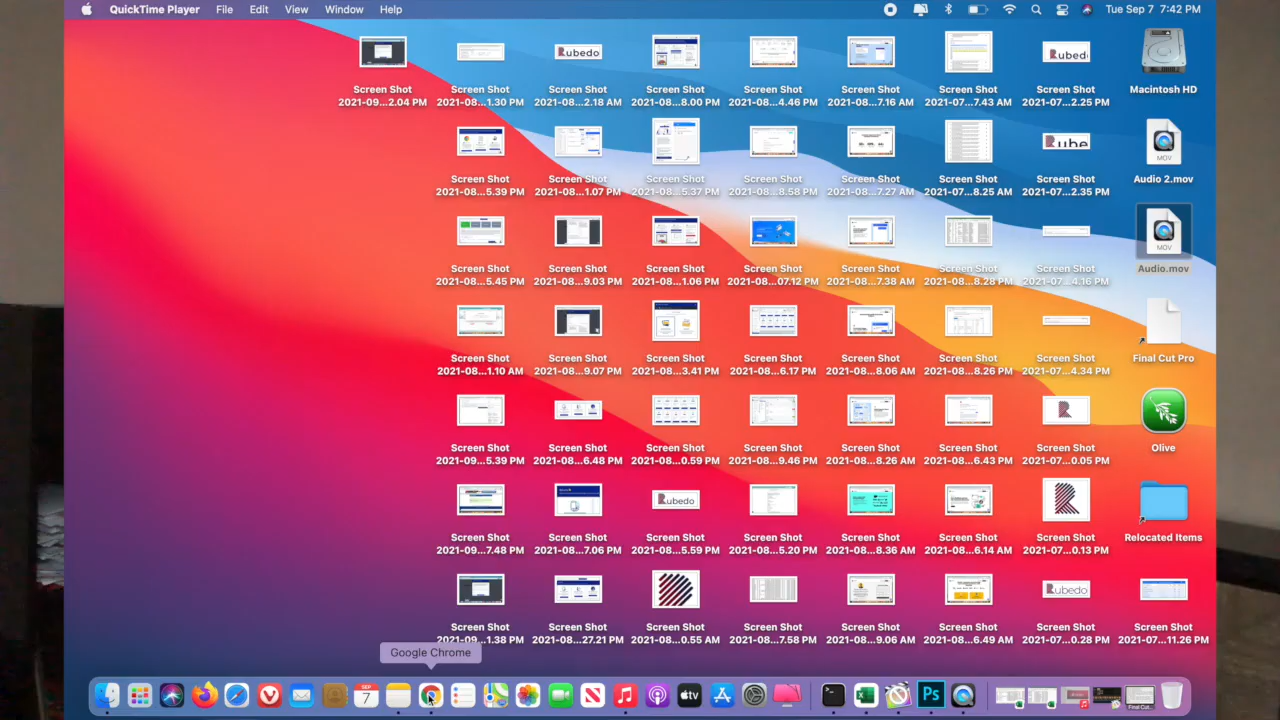 QuickTime Player File Edit View Window Help Tue Sep 7 7:42 PM
Screen Shot Screen Shot Rubedo Screen Shot Screen Shot Screen Shot Screen Shot Screen Shot Screen Shot Macintosh HD
2021-09...2.04 PM 2021-08...1.30 PM 2021-08...2.18 AM 2021-08...8.00 PM 2021-08...4.46 PM 2021-08...7.16 AM 2021-07...7.43 AM 2021-07...2.25 PM
MOV
Screen Shot Screen Shot Screen Shot Screen Shot Screen Shot Screen Shot Screen Shot Audio 2.mov
2021-08...5.39 PM 2021-08...1.07 PM 2021-08...5.37 PM 2021-08...8.58 PM 2021-08...7.27 AM 2021-07...8.25 AM 2021-07...2.35 PM
MOV
Screen Shot Screen Shot Screen Shot Screen Shot Screen Shot Screen Shot Screen Shot Audio.mov
2021-08...5.45 PM 2021-08...9.03 PM 2021-08...1.06 PM 2021-08...07.12 PM 2021-08...7.38 AM 2021-07...8.28 PM 2021-07...4.16 PM
Screen Shot Screen Shot Screen Shot Screen Shot Screen Shot Screen Shot Screen Shot Final Cut Pro
2021-08...1.10 AM 2021-08...9.07 PM 2021-08...3.41 PM 2021-08...6.17 PM 2021-08...8.06 AM 2021-07...8.26 PM 2021-07...4.34 PM
Screen Shot Screen Shot Screen Shot Screen Shot Screen Shot Screen Shot Screen Shot Olive
2021-09...5.39 PM 2021-08...6.48 PM 2021-08...0.59 PM 2021-08...9.46 PM 2021-08...8.26 AM 2021-07...6.43 PM 2021-07...0.05 PM
Rubedo
Screen Shot Screen Shot Screen Shot Screen Shot Screen Shot Screen Shot Screen Shot Relocated Items
2021-09...7.48 PM 2021-08...7.06 PM 2021-08...5.59 PM 2021-08...5.20 PM 2021-08...8.36 AM 2021-07...6.14 AM 2021-07...0.13 PM
Rubedo
Screen Shot Screen Shot Screen Shot Screen Shot Screen Shot Screen Shot Screen Shot Screen Shot
2021-09...1.38 PM 2021-08...27.21 PM 2021-08...0.55 AM 2021-08...7.58 PM 2021-08...9.06 AM 2021-08...6.49 AM 2021-07...0.28 PM 2021-07...11.26 PM
Google Chrome
SEP
7
tv
Ps
Final Cut...